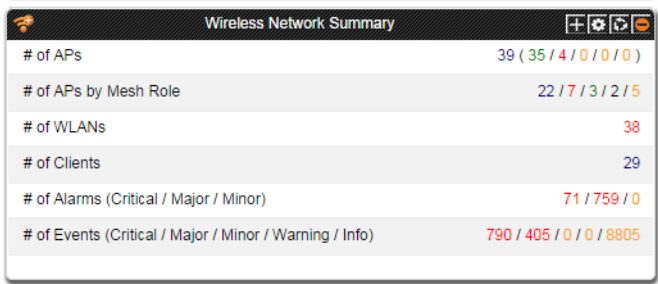 Wireless Network Summary
# of APs 39 ( 35 / 4 / 0 / 0 / 0 )
# of APs by Mesh Role 22 / 7 / 3 / 2 / 5
# of WLANs 38
# of Clients 29
# of Alarms (Critical / Major / Minor) 71 / 759 / 0
# of Events (Critical / Major / Minor / Warning / Info) 790 / 405 / 0 / 0 / 8805